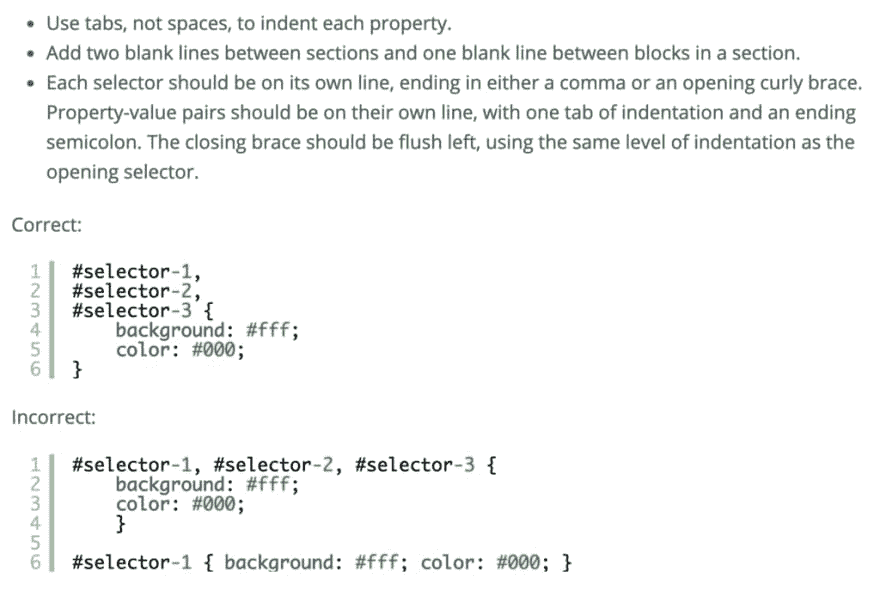 • Use tabs, not spaces, to indent each property.
• Add two blank lines between sections and one blank line between blocks in a section.
• Each selector should be on its own line, ending in either a comma or an opening curly brace.
Property-value pairs should be on their own line, with one tab of indentation and an ending
semicolon. The closing brace should be flush left, using the same level of indentation as the
opening selector.
Correct:
1 #selector-1,
2 #selector-2,
3 #selector-3 {
4     background: #fff;
5     color: #000;
6 }
Incorrect:
1 #selector-1, #selector-2, #selector-3 {
2     background: #fff;
3     color: #000;
4     }
5
6 #selector-1 { background: #fff; color: #000; }